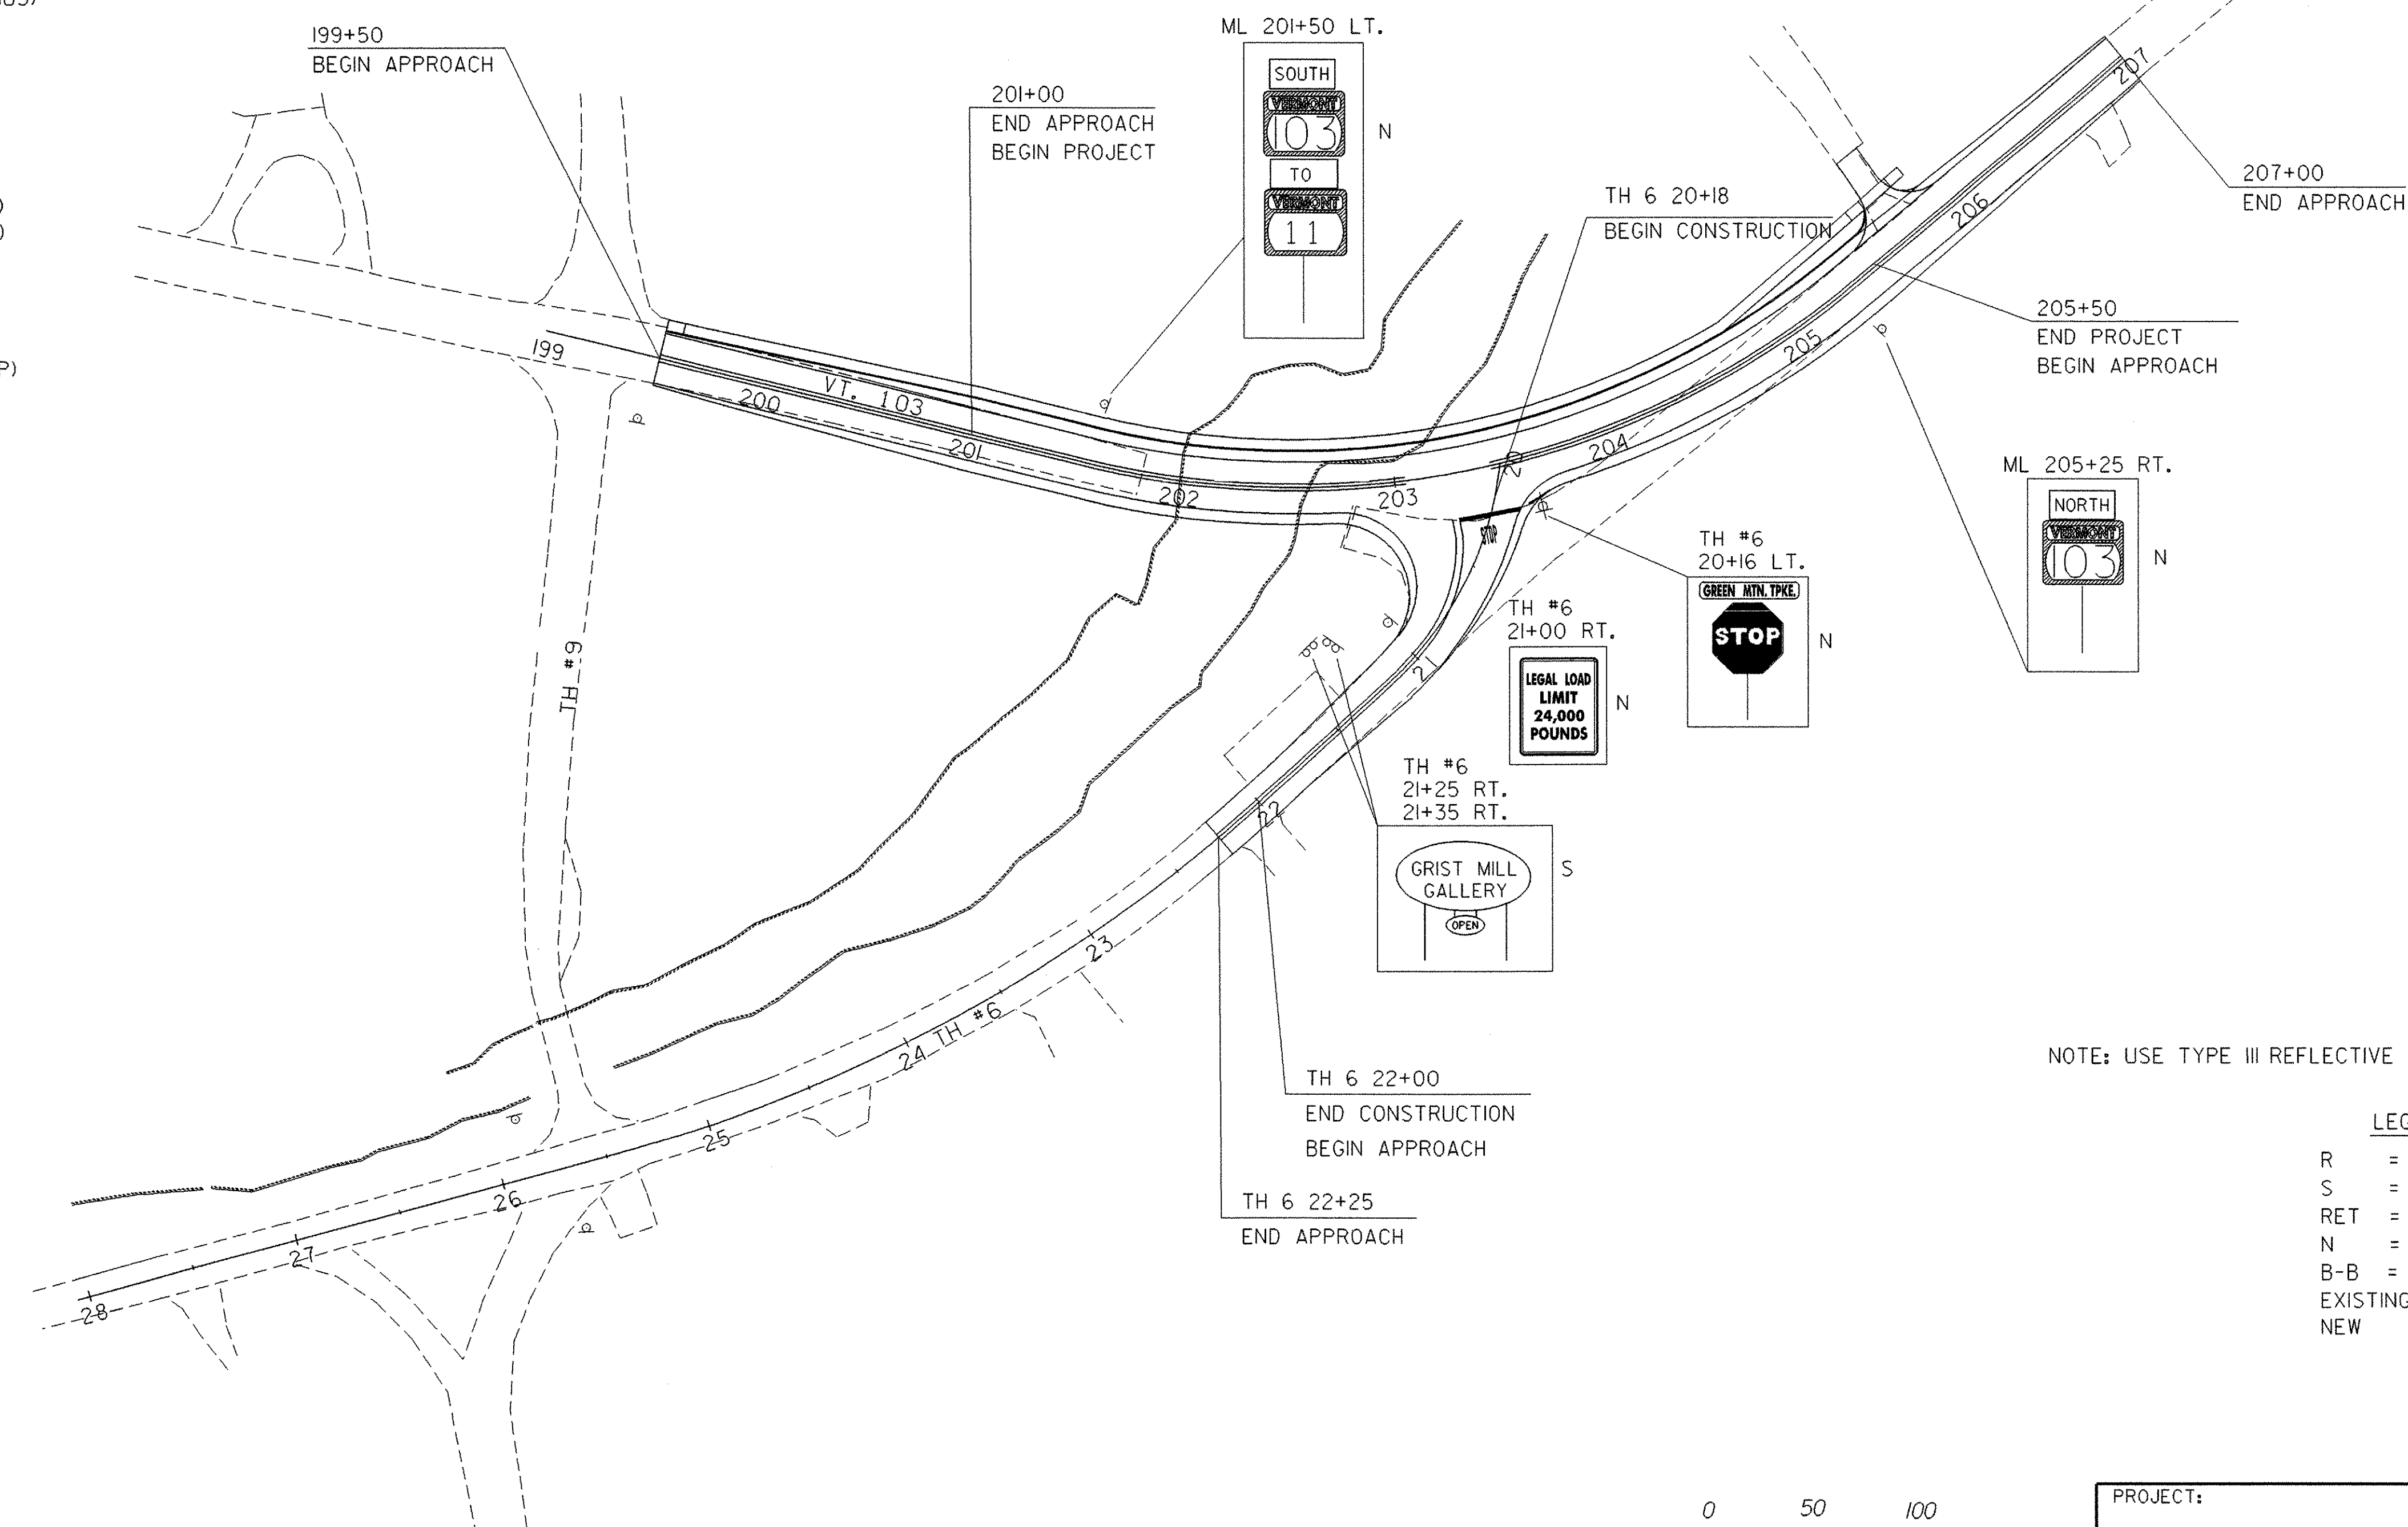 199+50
BEGIN APPROACH
201+00
END APPROACH
BEGIN PROJECT
ML 201+50 LT.
SOUTH
VERMONT
103
TO
VERMONT
11
N
TH 6 20+18
BEGIN CONSTRUCTION
207+00
END APPROACH
205+50
END PROJECT
BEGIN APPROACH
ML 205+25 RT.
NORTH
VERMONT
103
N
199
VT. 103
200
201
202
203
204
205
206
207
20
STOP
TH #6
20+16 LT.
GREEN MTN. TPKE.
STOP
N
TH #6
21+00 RT.
LEGAL LOAD
LIMIT
24,000
POUNDS
N
TH #6
21+25 RT.
21+35 RT.
GRIST MILL
GALLERY
OPEN
S
TH #9
21
22
23
TH #6
24
25
26
27
28
TH 6 22+00
END CONSTRUCTION
BEGIN APPROACH
TH 6 22+25
END APPROACH
NOTE: USE TYPE III REFLECTIVE
LEG
R =
S =
RET =
N =
B-B =
EXISTING
NEW
0 50 100
PROJECT:
P)